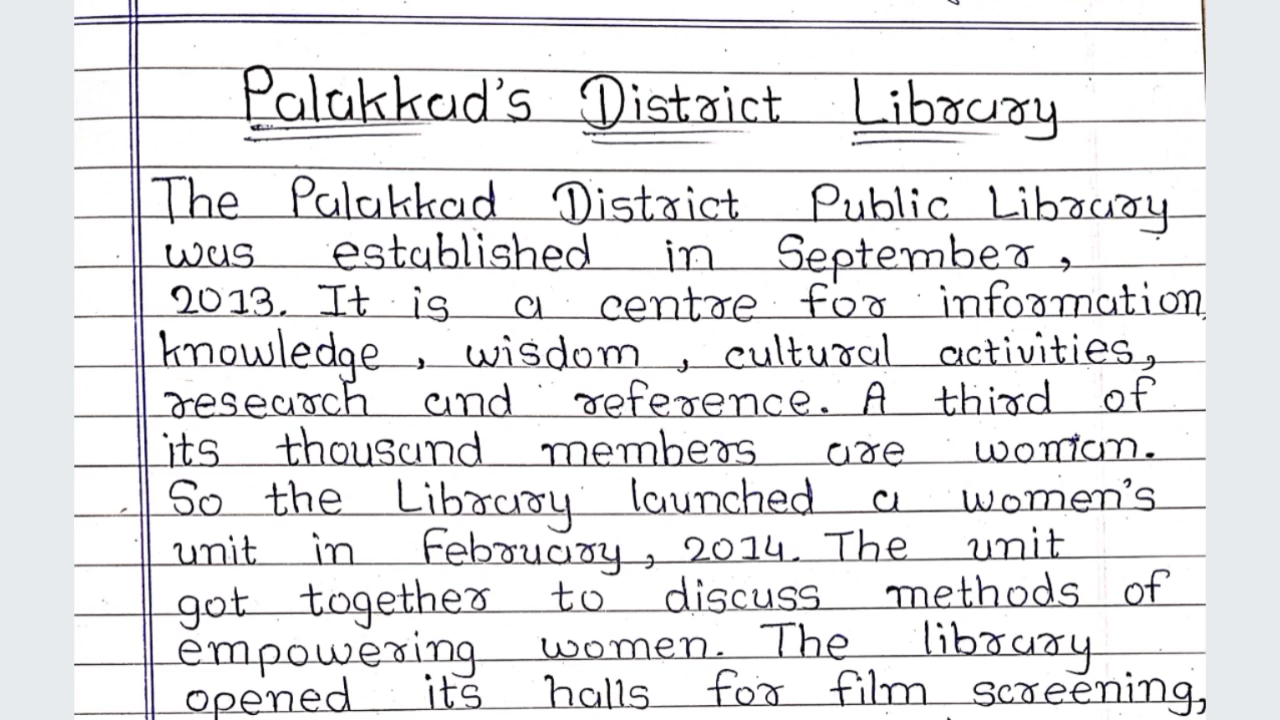 Palakkad's District Library
The Palakkad District Public Library
was established in September,
2013. It is a centre for information,
knowledge, wisdom, cultural activities,
research and reference. A third of
its thousand members are woman.
So the Library launched a women's
unit in February, 2014. The unit
got together to discuss methods of
empowering women. The library
opened its halls for film screening,